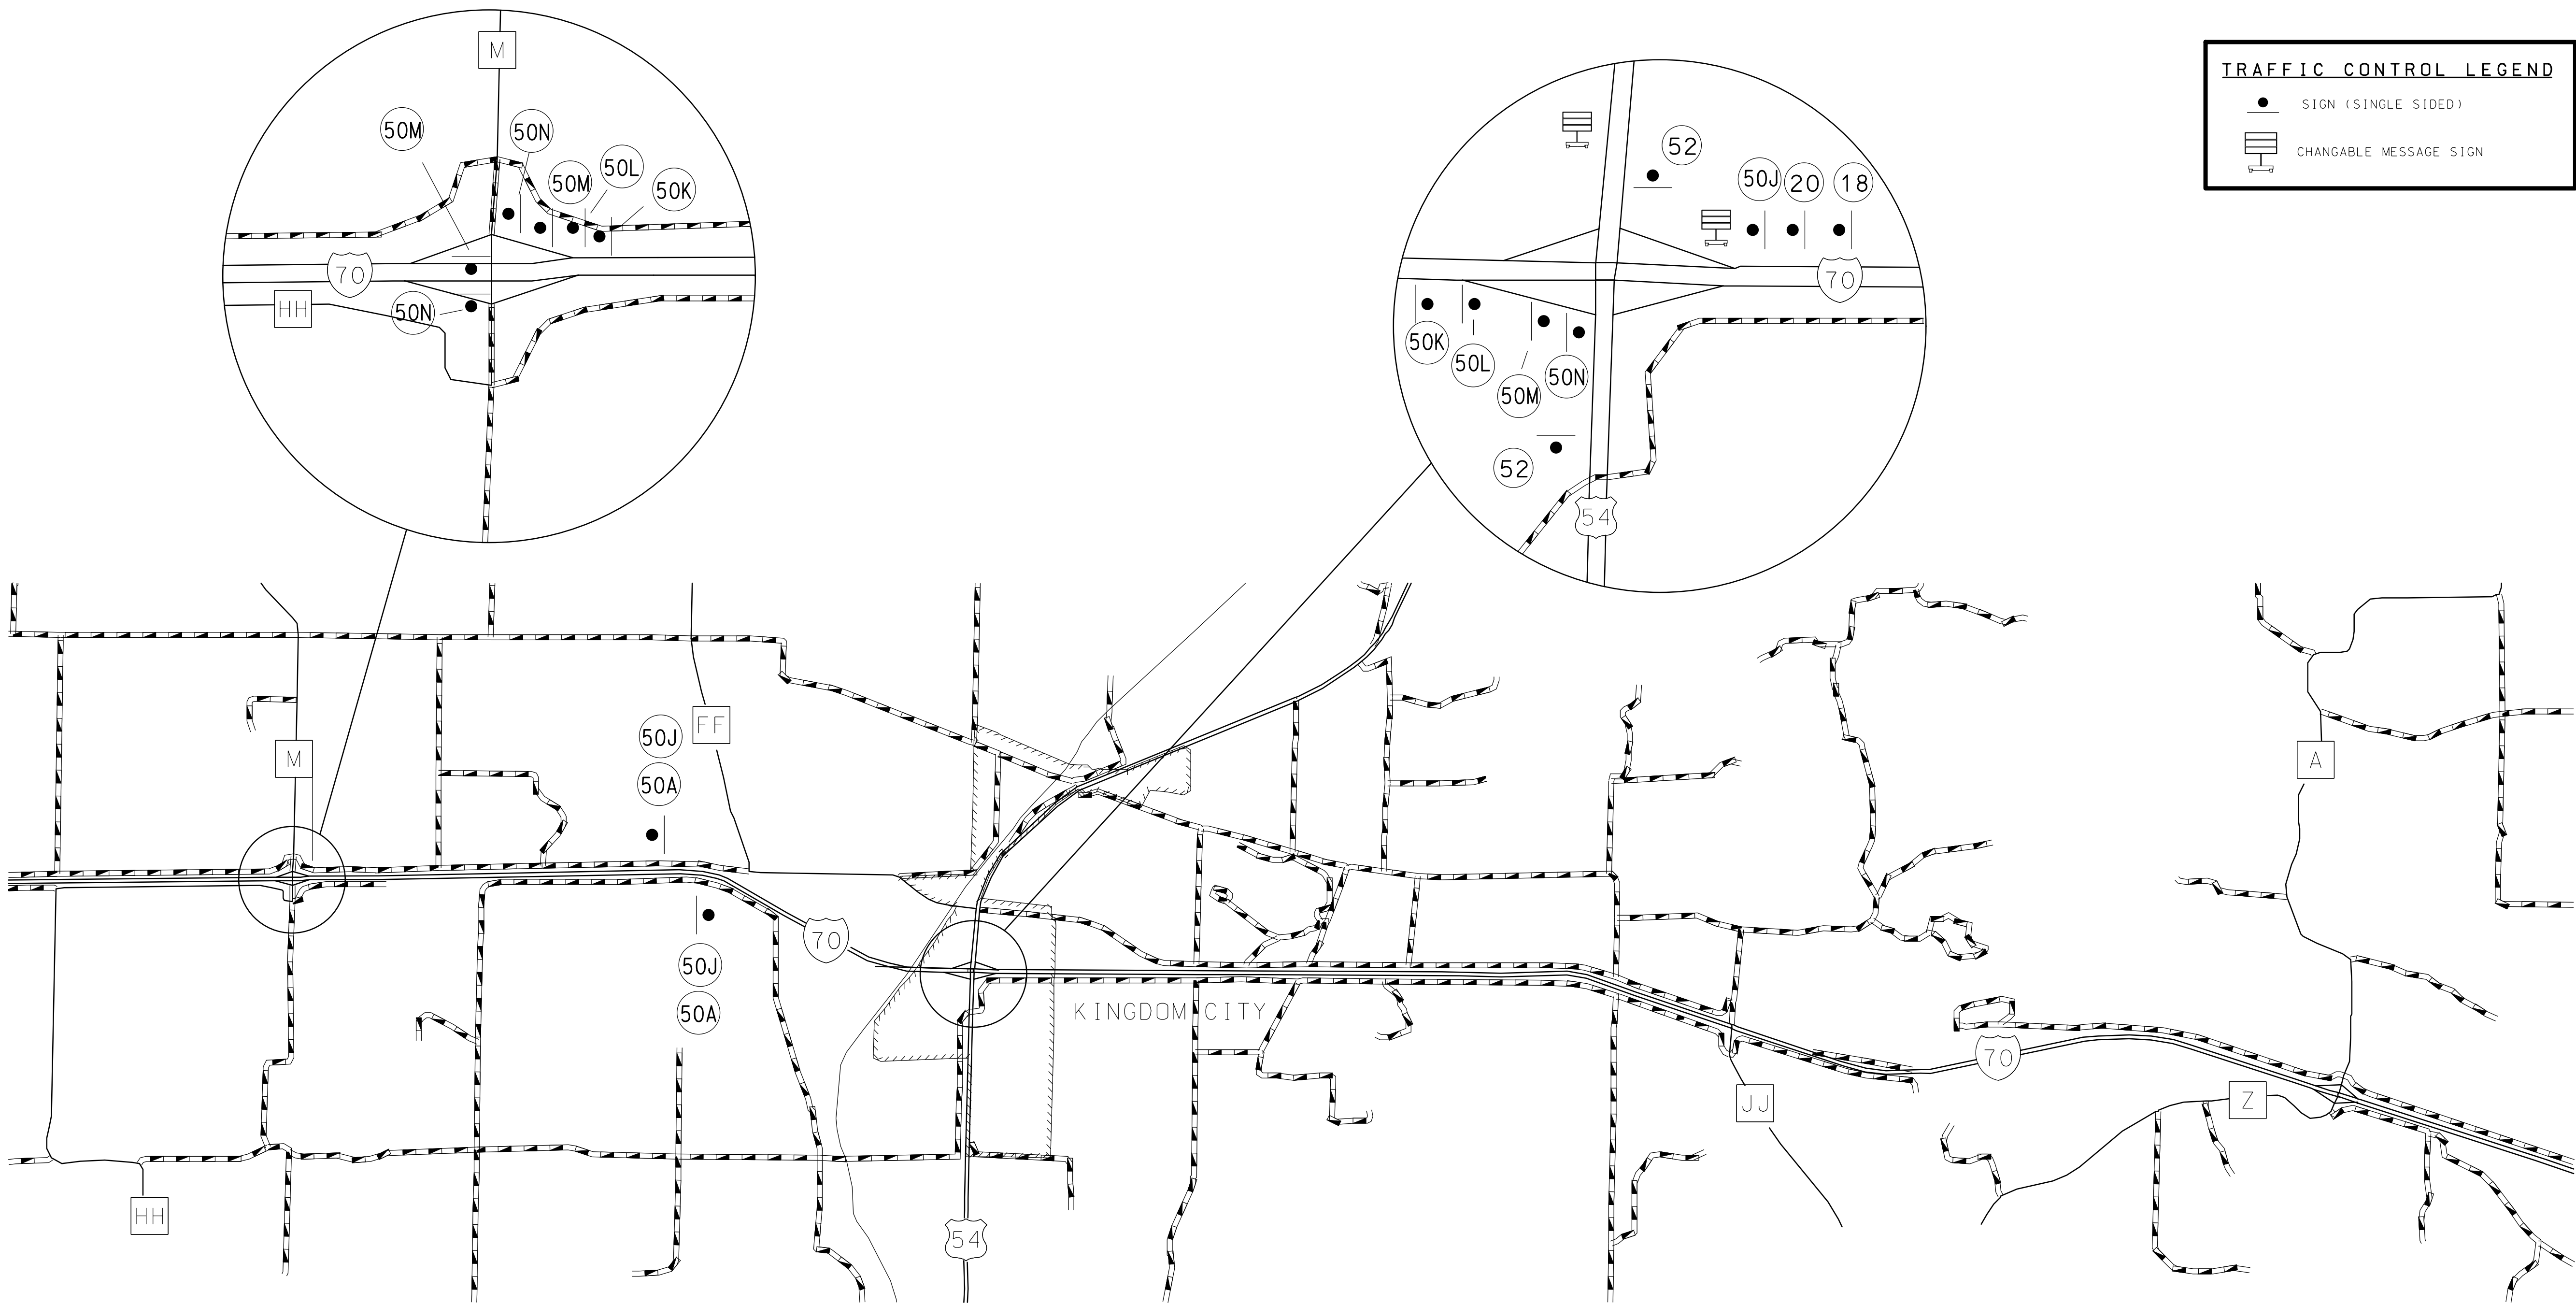 M
50M
50N
50M
50L
50K
70
HH
50N
52
50J
20
18
70
50K
50L
50M
50N
52
54
TRAFFIC CONTROL LEGEND
SIGN (SINGLE SIDED)
CHANGABLE MESSAGE SIGN
M
50J
50A
FF
A
70
50J
50A
KINGDOM CITY
70
JJ
Z
HH
54